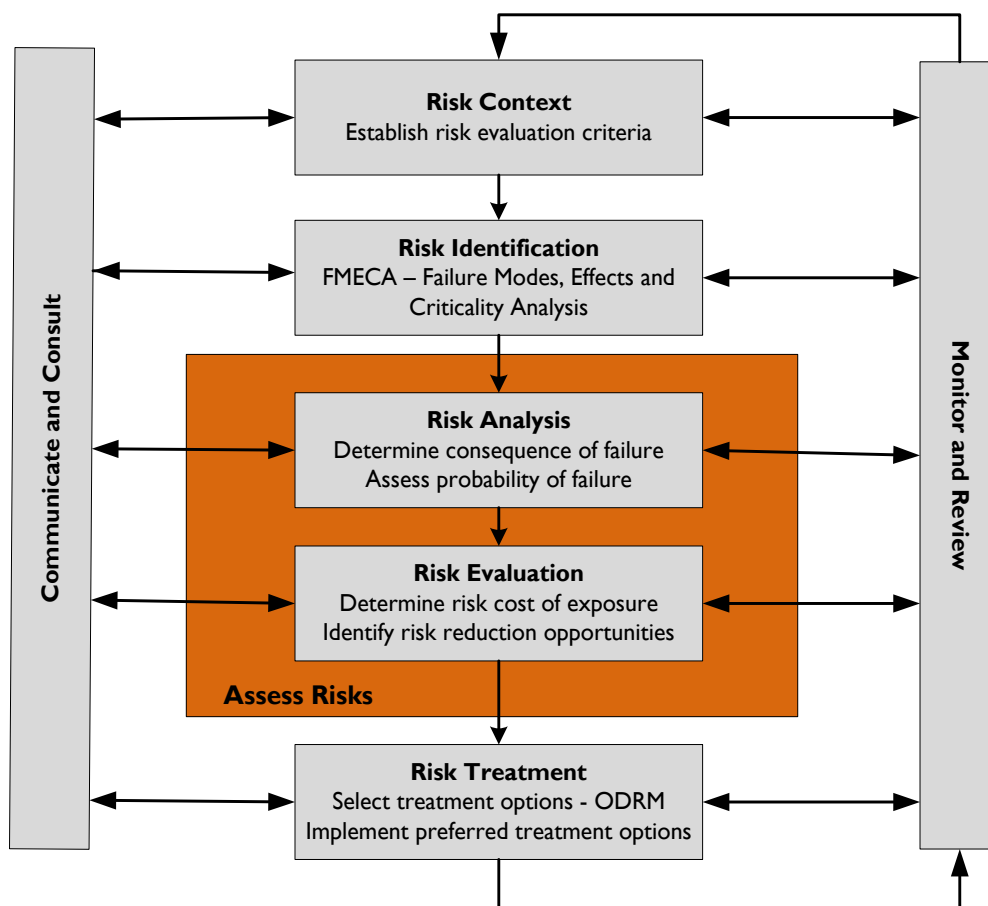 Risk Context
Establish risk evaluation criteria
Risk Identification
FMECA – Failure Modes, Effects and
Criticality Analysis
Communicate and Consult
Monitor and Review
Risk Analysis
Determine consequence of failure
Assess probability of failure
Risk Evaluation
Determine risk cost of exposure
Identify risk reduction opportunities
Assess Risks
Risk Treatment
Select treatment options - ODRM
Implement preferred treatment options